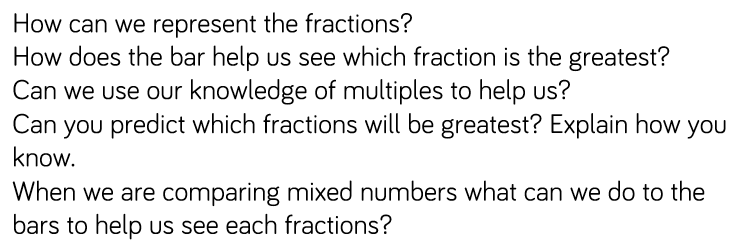 How can we represent the fractions?
How does the bar help us see which fraction is the greatest?
Can we use our knowledge of multiples to help us?
Can you predict which fractions will be greatest? Explain how you
know.
When we are comparing mixed numbers what can we do to the
bars to help us see each fractions?